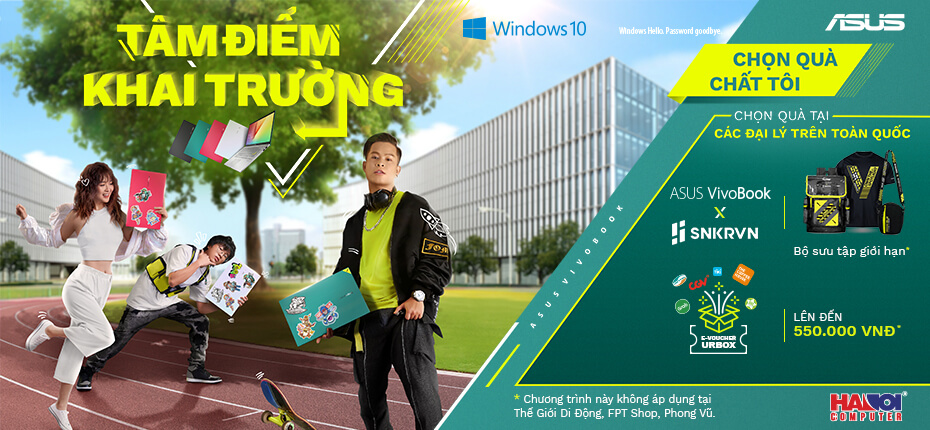 TÂM ĐIỂM
KHAI TRƯỜNG
Windows 10
Windows Hello. Password goodbye.
ASUS
CHỌN QUÀ
CHẤT TÔI
CHỌN QUÀ TẠI
CÁC ĐẠI LÝ TRÊN TOÀN QUỐC
ASUS VivoBook
X
SNKRVN
Bộ sưu tập giới hạn*
ASUS VIVOBOOK
CGV
E-VOUCHER
URBOX
LÊN ĐẾN
550.000 VNĐ*
* Chương trình này không áp dụng tại
Thế Giới Di Động, FPT Shop, Phong Vũ.
HANOI
COMPUTER